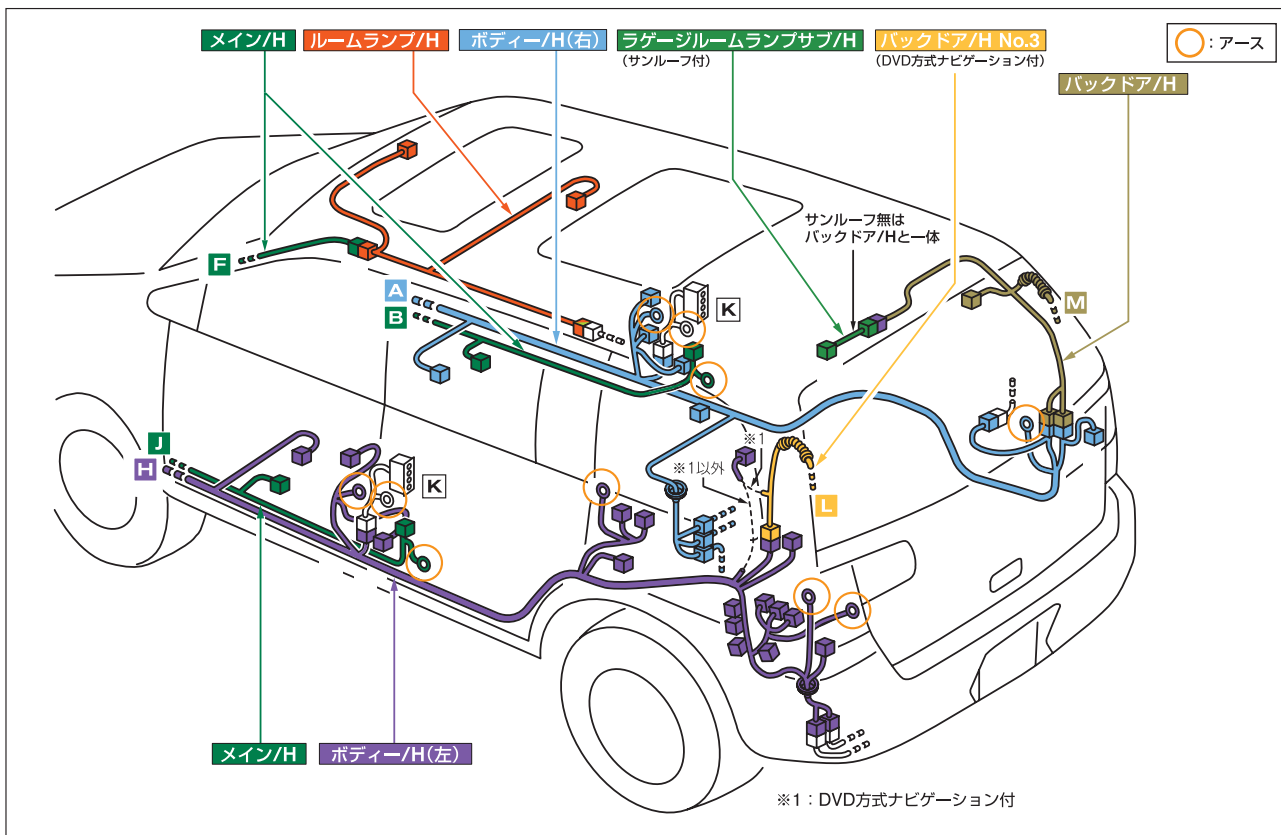 メイン/H
ルームランプ/H
ボディー/H(右)
ラゲージルームランプサブ/H
(サンルーフ付)
バックドア/H No.3
(DVD方式ナビゲーション付)
:アース
バックドア/H
サンルーフ無は
バックドア/Hと一体
F
A
B
K
M
※1
※1以外
J
H
K
L
メイン/H
ボディー/H(左)
※1:DVD方式ナビゲーション付